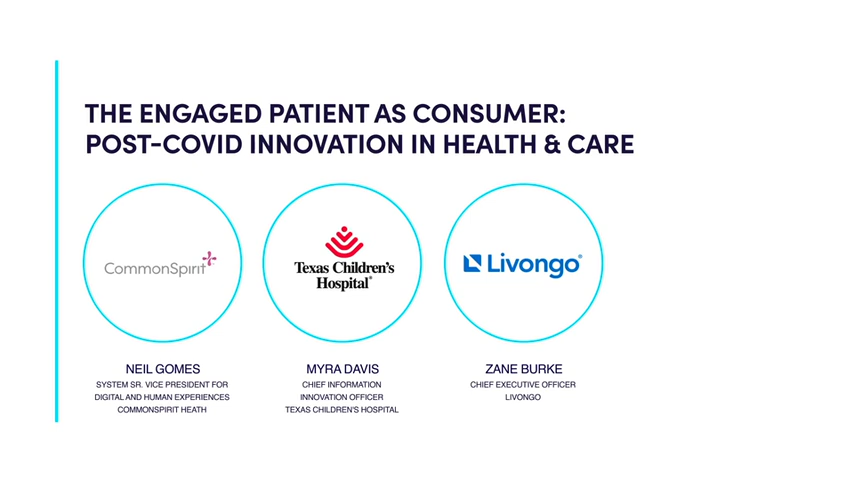 THE ENGAGED PATIENT AS CONSUMER:
POST-COVID INNOVATION IN HEALTH & CARE
CommonSpirit
Texas Children's
Hospital®
Livongo®
NEIL GOMES
SYSTEM SR. VICE PRESIDENT FOR
DIGITAL AND HUMAN EXPERIENCES
COMMONSPIRIT HEATH
MYRA DAVIS
CHIEF INFORMATION
INNOVATION OFFICER
TEXAS CHILDREN'S HOSPITAL
ZANE BURKE
CHIEF EXECUTIVE OFFICER
LIVONGO